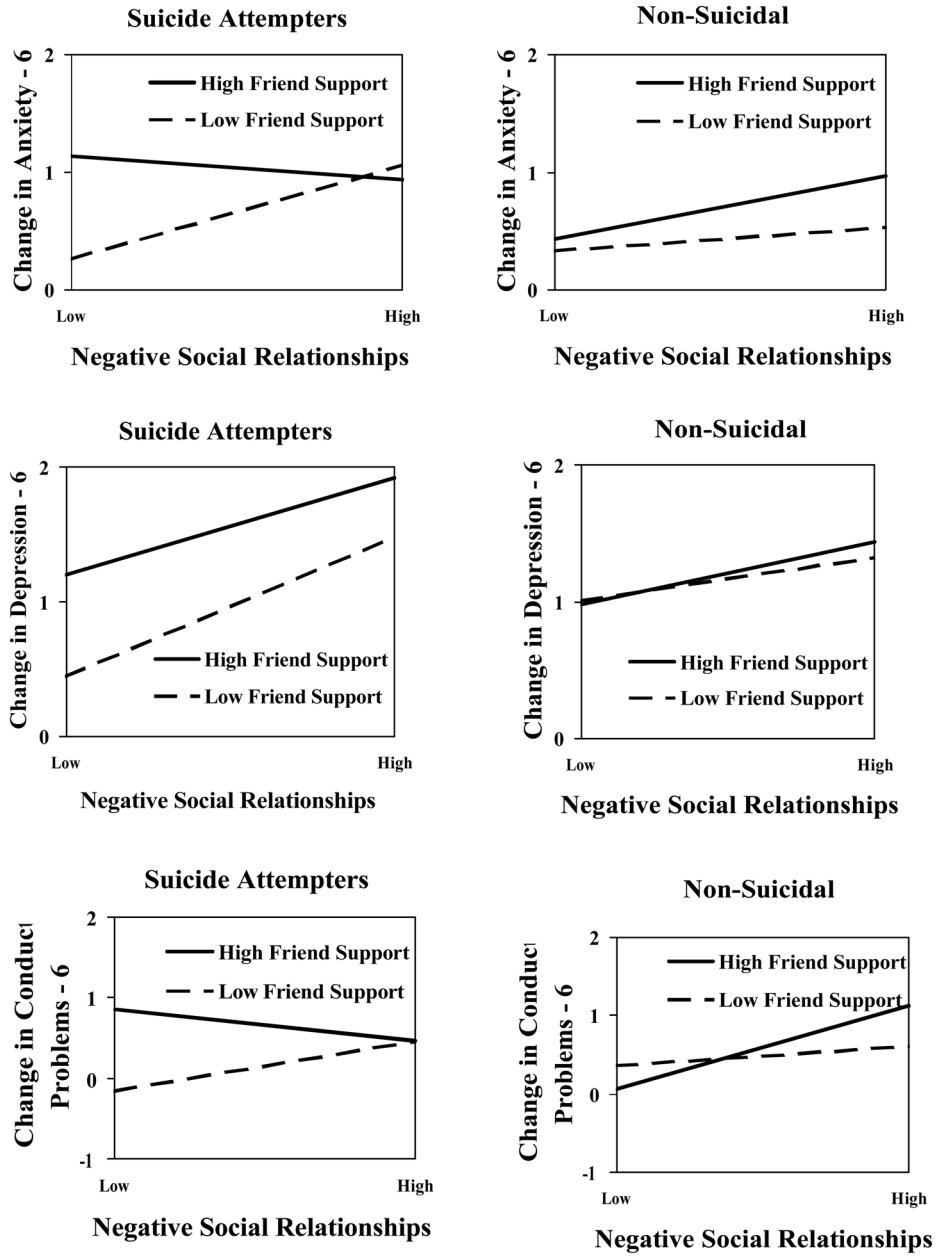 Suicide Attempters
Change in Anxiety - 6
2
1
0
High Friend Support
Low Friend Support
Low
High
Negative Social Relationships
Non-Suicidal
Change in Anxiety - 6
2
1
0
High Friend Support
Low Friend Support
Low
High
Negative Social Relationships
Suicide Attempters
Change in Depression - 6
2
1
0
High Friend Support
Low Friend Support
Low
High
Negative Social Relationships
Non-Suicidal
Change in Depression - 6
2
1
0
High Friend Support
Low Friend Support
Low
High
Negative Social Relationships
Suicide Attempters
Change in Conduct
Problems - 6
2
1
0
-1
High Friend Support
Low Friend Support
Low
High
Negative Social Relationships
Non-Suicidal
Change in Conduct
Problems - 6
2
1
0
-1
High Friend Support
Low Friend Support
Low
High
Negative Social Relationships